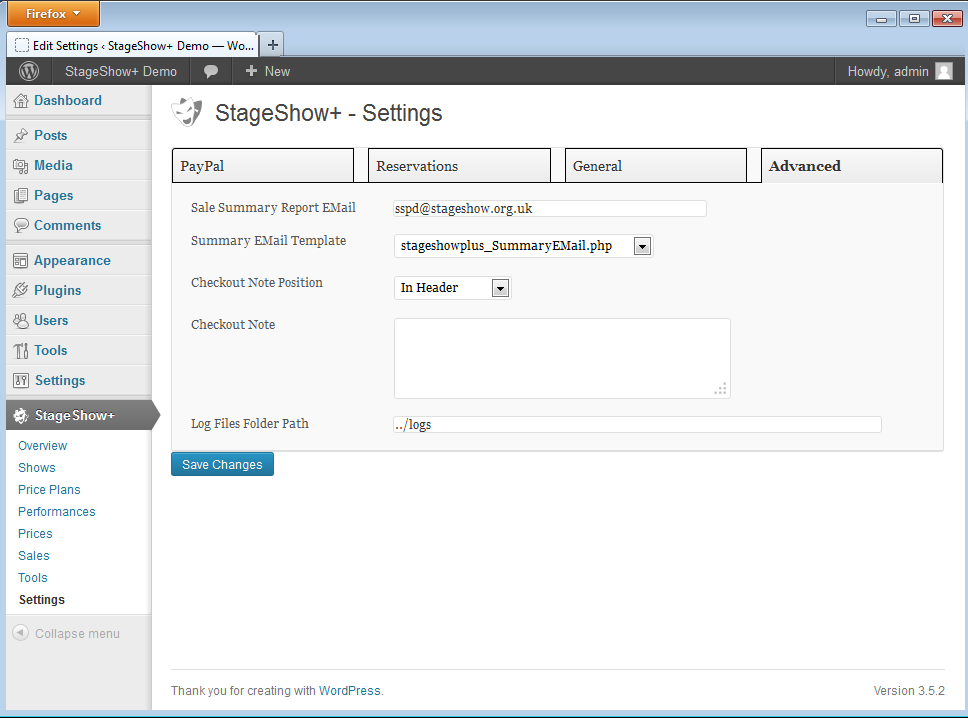 Firefox
Edit Settings ‹ StageShow+ Demo — Wo...
StageShow+ Demo
New
Howdy, admin
Dashboard
Posts
Media
Pages
Comments
Appearance
Plugins
Users
Tools
Settings
StageShow+
Overview
Shows
Price Plans
Performances
Prices
Sales
Tools
Settings
Collapse menu
StageShow+ - Settings
PayPal
Reservations
General
Advanced
Sale Summary Report EMail
sspd@stageshow.org.uk
Summary EMail Template
stageshowplus_SummaryEMail.php
Checkout Note Position
In Header
Checkout Note
Log Files Folder Path
../logs
Save Changes
Thank you for creating with WordPress.
Version 3.5.2